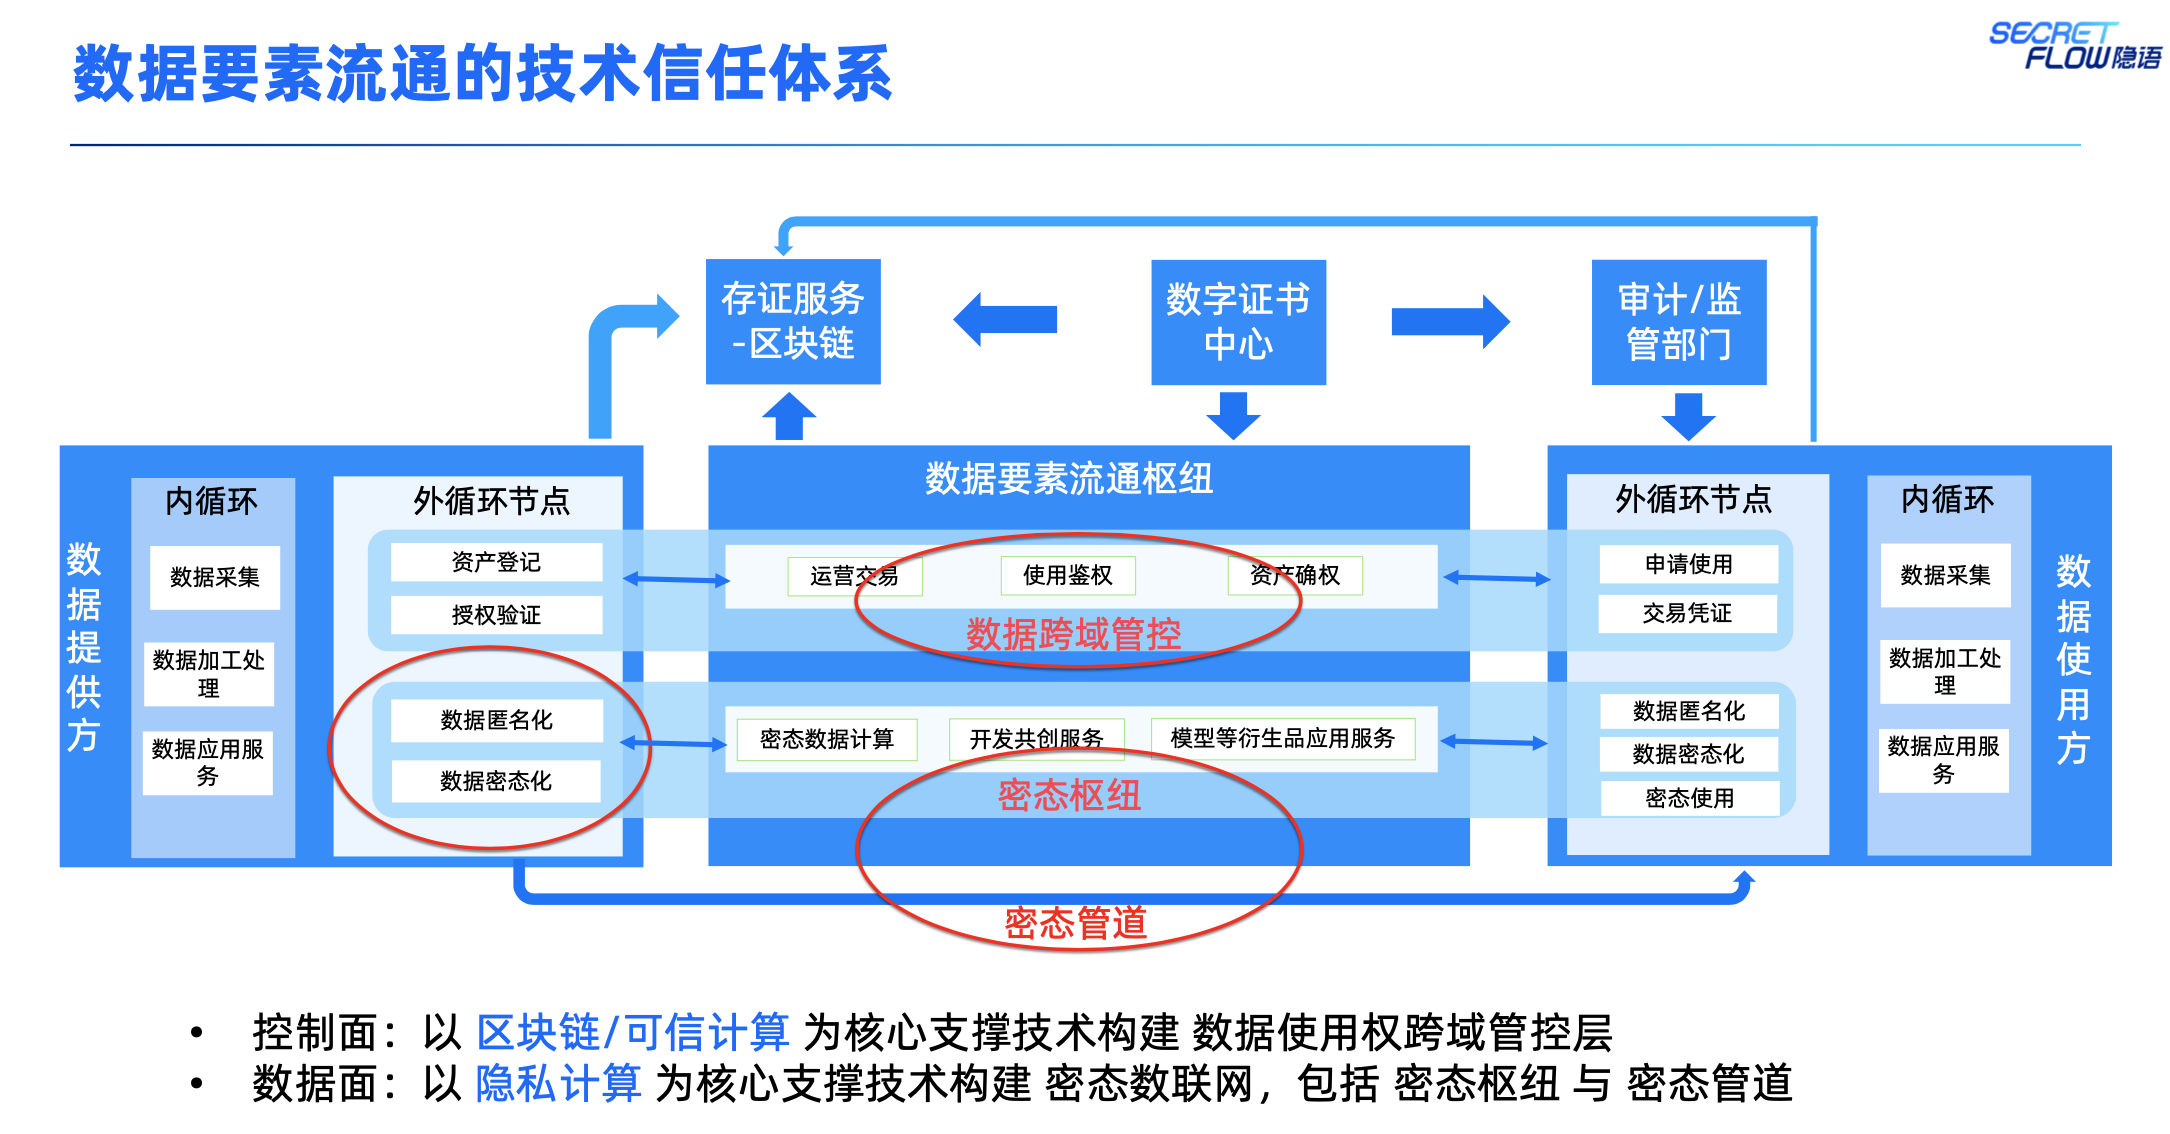 数据要素流通的技术信任体系
SECRET
FLOW隐语
存证服务
-区块链
数字证书
中心
审计/监
管部门
数据提供方
内循环
数据采集
数据加工处
理
数据应用服
务
外循环节点
资产登记
授权验证
数据匿名化
数据密态化
数据要素流通枢纽
运营交易
使用鉴权
资产确权
数据跨域管控
密态数据计算
开发共创服务
模型等衍生品应用服务
密态枢纽
密态管道
外循环节点
申请使用
交易凭证
数据匿名化
数据密态化
密态使用
内循环
数据采集
数据加工处
理
数据应用服
务
数据使用方
• 控制面：以 区块链/可信计算 为核心支撑技术构建 数据使用权跨域管控层
• 数据面：以 隐私计算 为核心支撑技术构建 密态数联网，包括 密态枢纽 与 密态管道